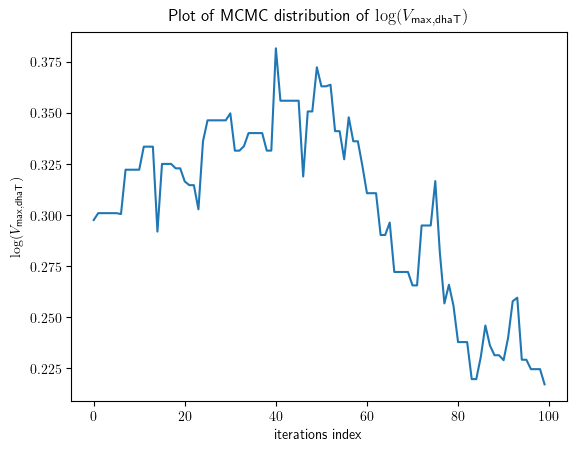 Plot of MCMC distribution of log(V_max,dhaT)
0.375
0.350
0.325
0.300
0.275
0.250
0.225
log(V_max,dhaT)
0 20 40 60 80 100
iterations index